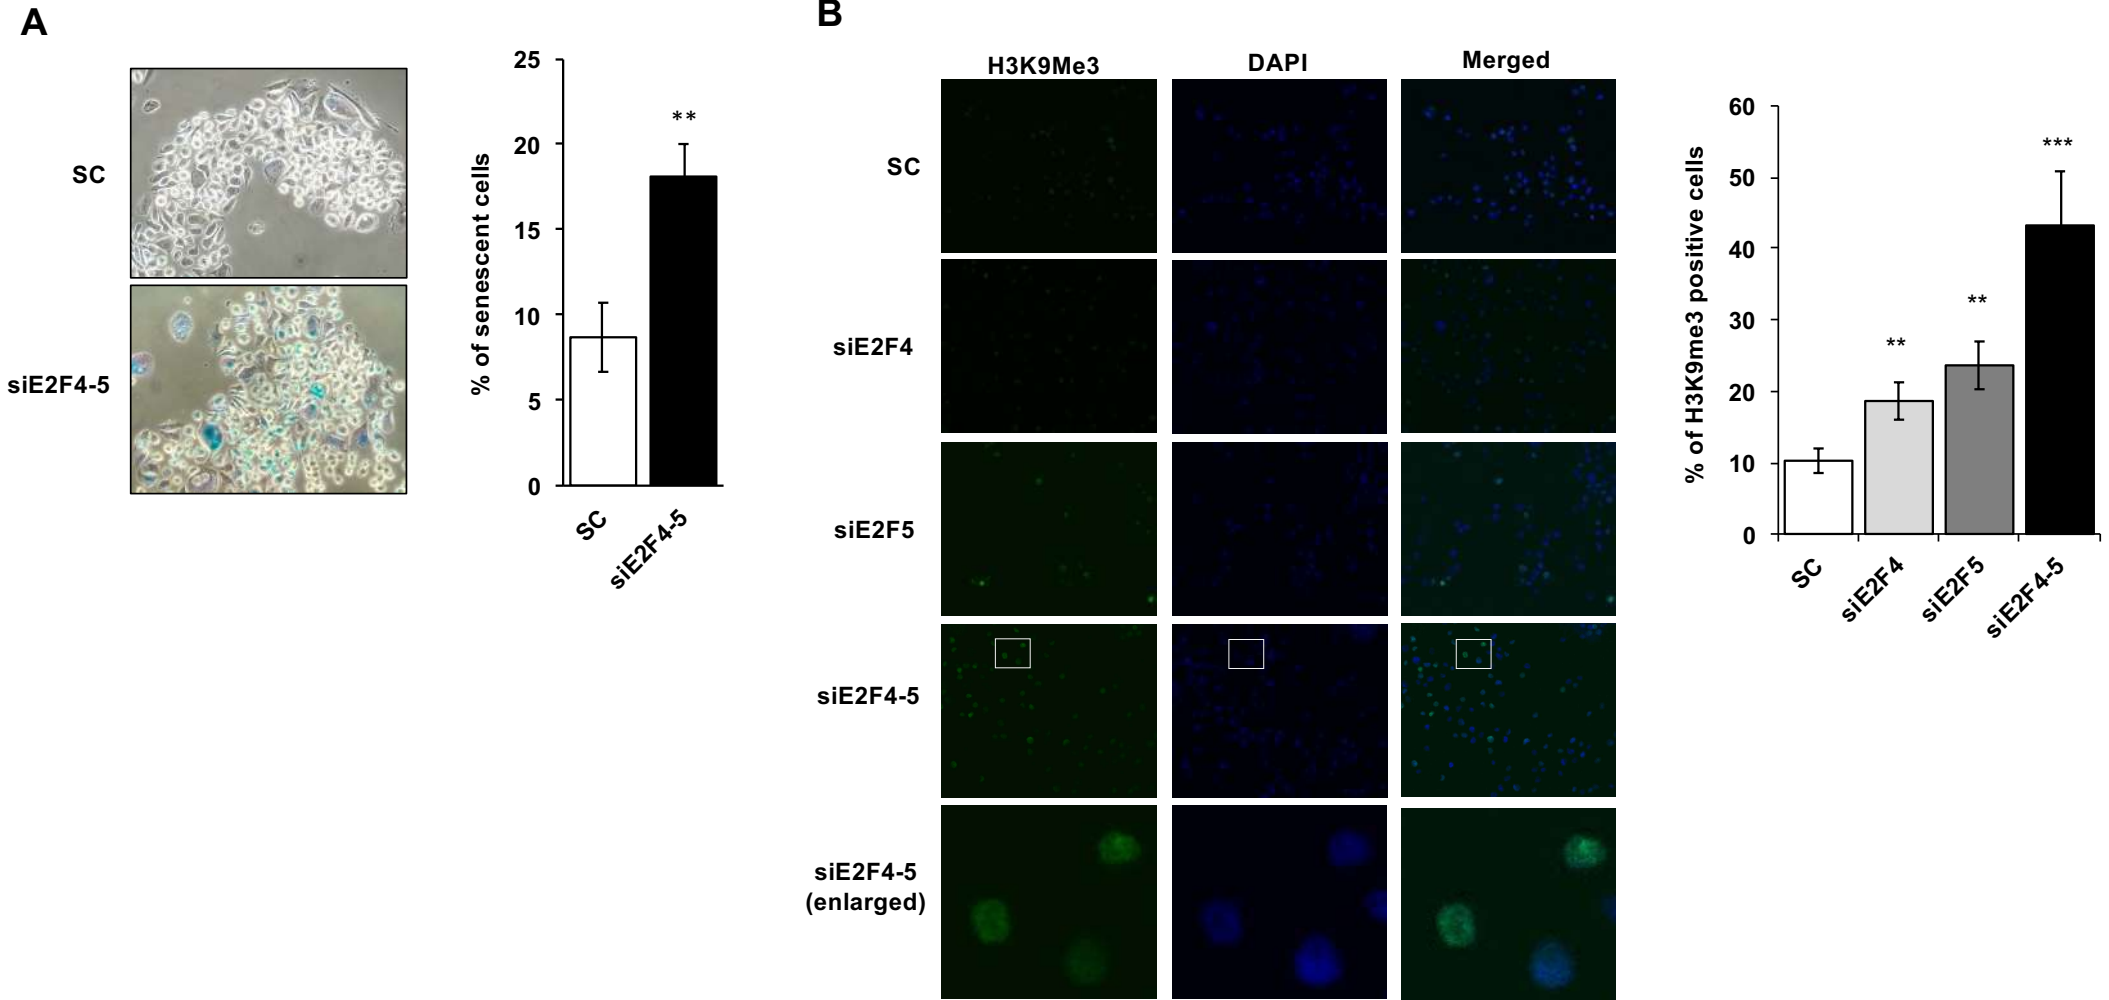 A
SC
siE2F4-5
% of senescent cells
25
20
15
10
5
0
**
SC
siE2F4-5
B
H3K9Me3
DAPI
Merged
SC
siE2F4
siE2F5
siE2F4-5
siE2F4-5
(enlarged)
% of H3K9me3 positive cells
60
50
40
30
20
10
0
**
**
***
SC
siE2F4
siE2F5
siE2F4-5